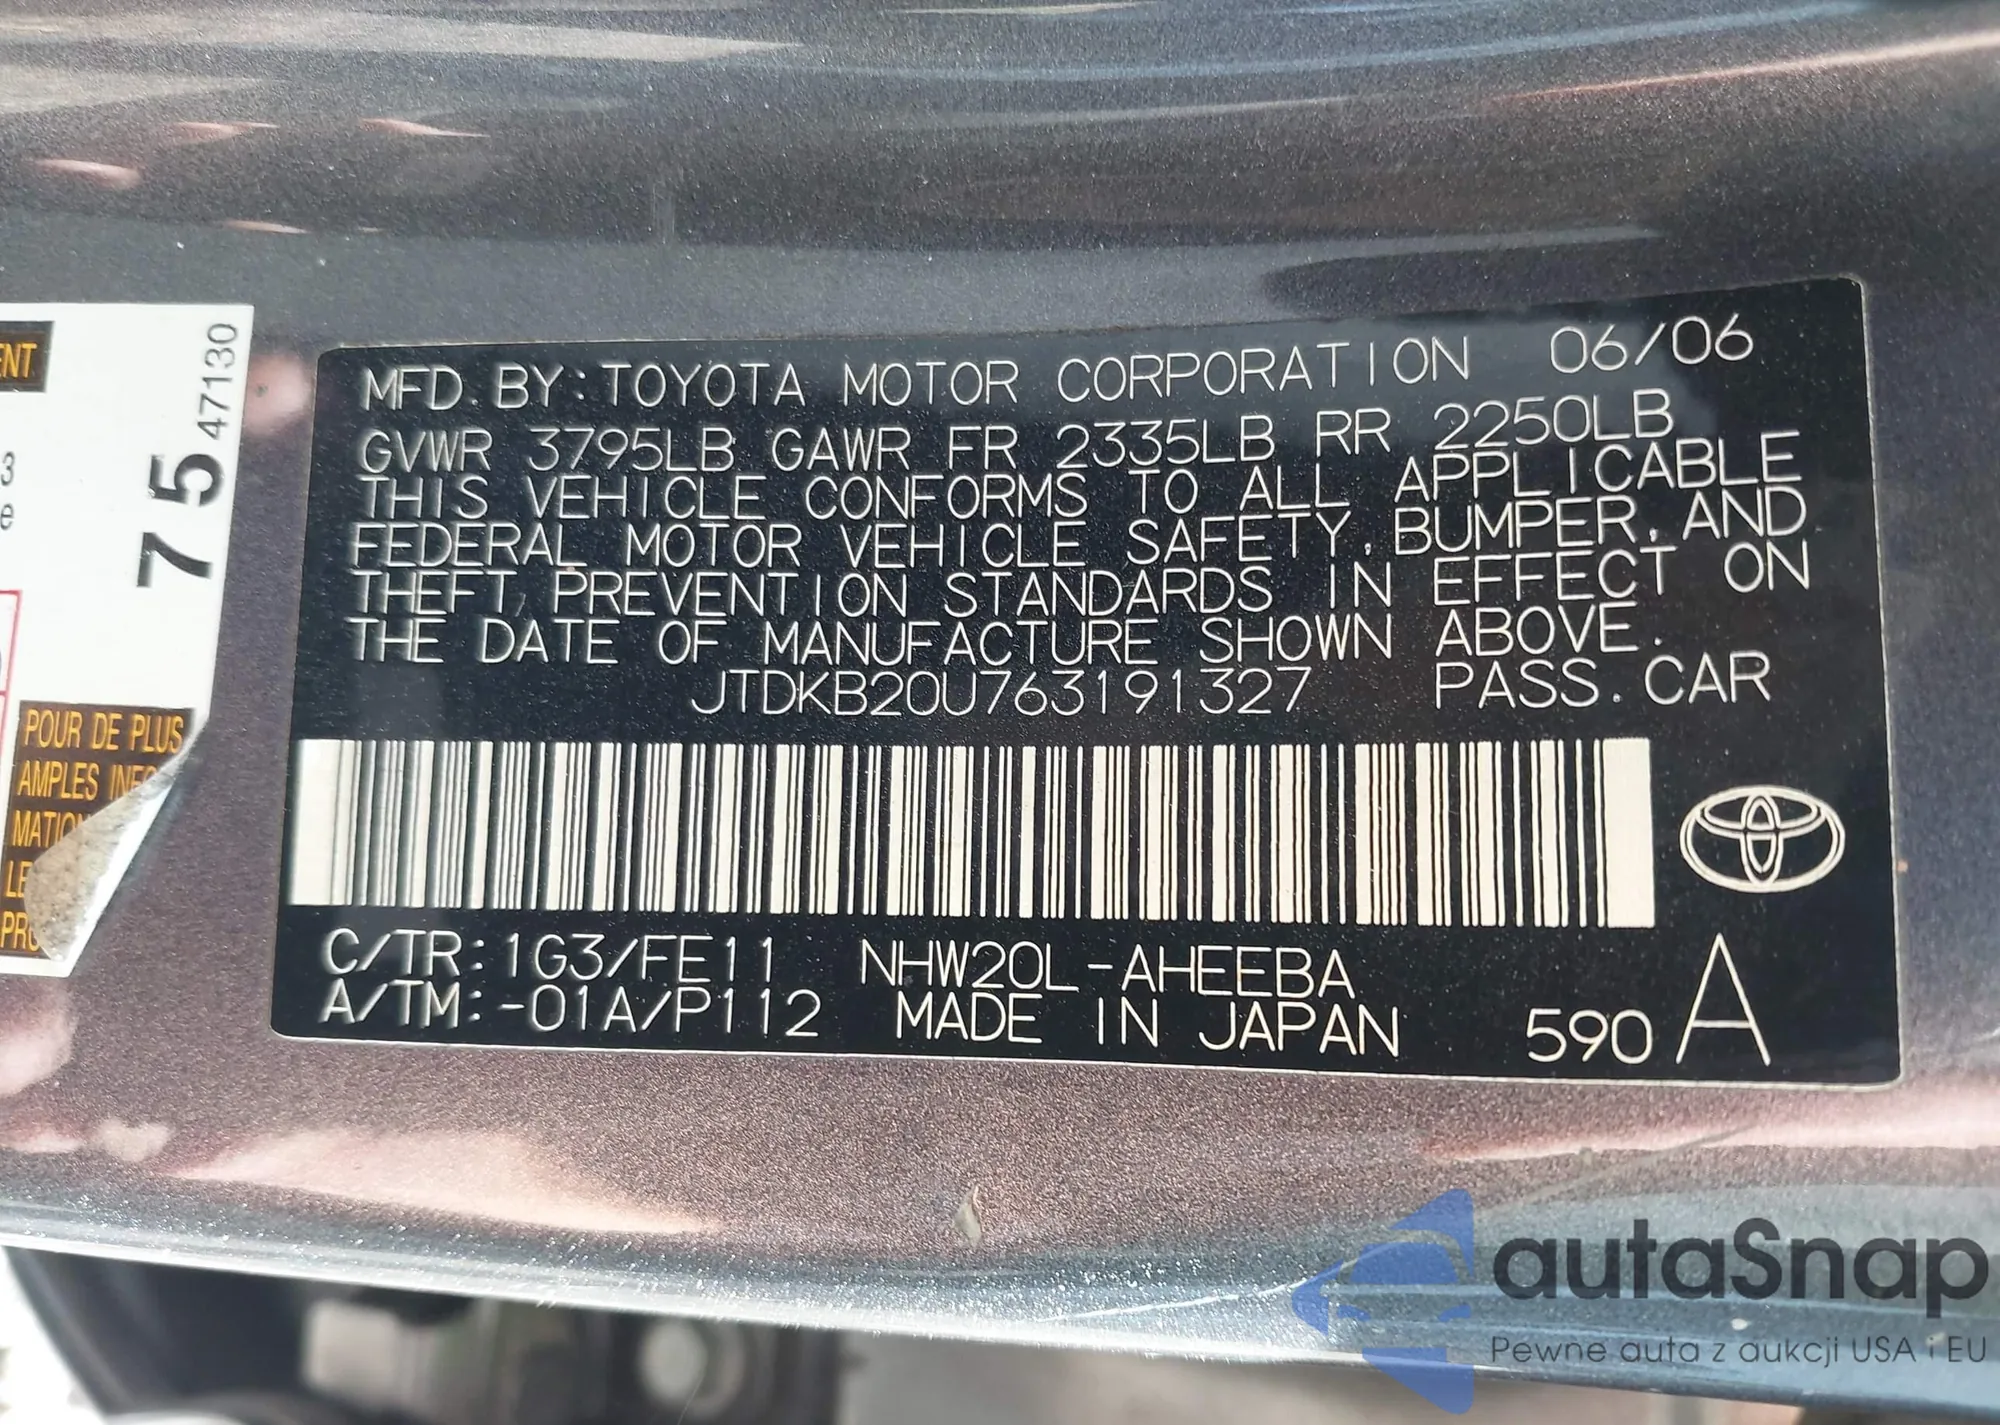 ENT
3
e
75
47130
POUR DE PLUS
AMPLES
MFD. BY: TOYOTA MOTOR CORPORATION 06/06
GVWR 3795LB GAWR FR 2335LB RR 2250LB
THIS VEHICLE CONFORMS TO ALL APPLICABLE
FEDERAL MOTOR VEHICLE SAFETY, BUMPER, AND
THEFT PREVENTION STANDARDS IN EFFECT ON
THE DATE OF MANUFACTURE SHOWN ABOVE.
JTDKB20U763191327 PASS. CAR
C/TR: 1G3/FE11 NHW20L-AHEEBA
A/TM: -01A/P112 MADE IN JAPAN 590 A
autaSnap
Pewne auta z aukcji USA i EU